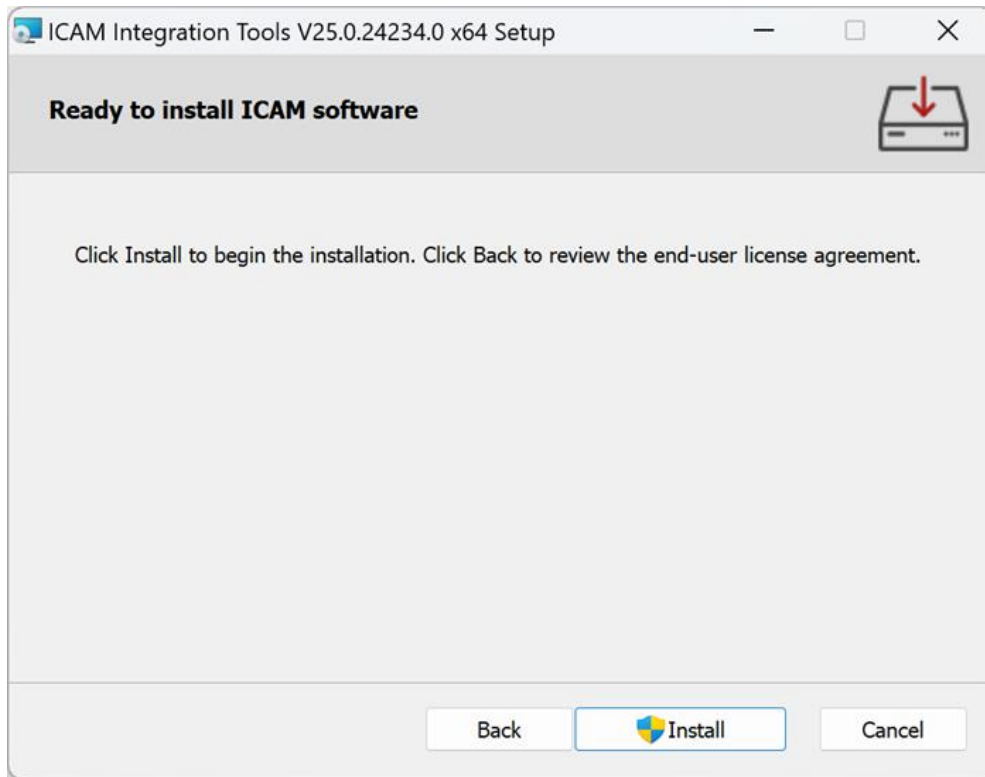 ICAM Integration Tools V25.0.24234.0 x64 Setup
Ready to install ICAM software
Click Install to begin the installation. Click Back to review the end-user license agreement.
Back
Install
Cancel